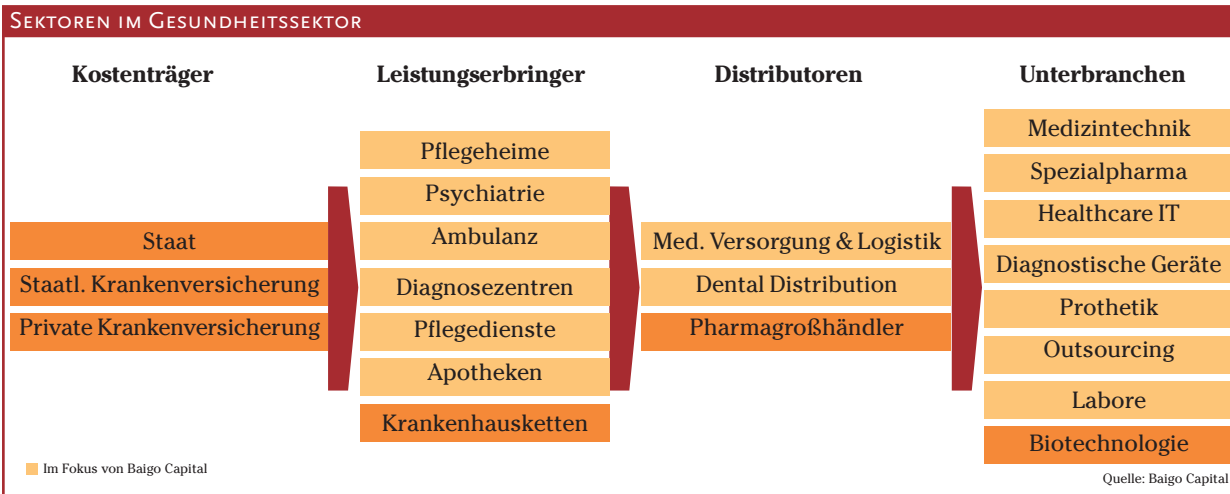 Sektoren im Gesundheitssektor
Kostenträger
Staat
Staatl. Krankenversicherung
Private Krankenversicherung
Leistungserbringer
Pflegeheime
Psychiatrie
Ambulanz
Diagnosezentren
Pflegedienste
Apotheken
Krankenhausketten
Distributoren
Med. Versorgung & Logistik
Dental Distribution
Pharmagroßhändler
Unterbranchen
Medizintechnik
Spezialpharma
Healthcare IT
Diagnostische Geräte
Prothetik
Outsourcing
Labore
Biotechnologie
Im Fokus von Baigo Capital
Quelle: Baigo Capital